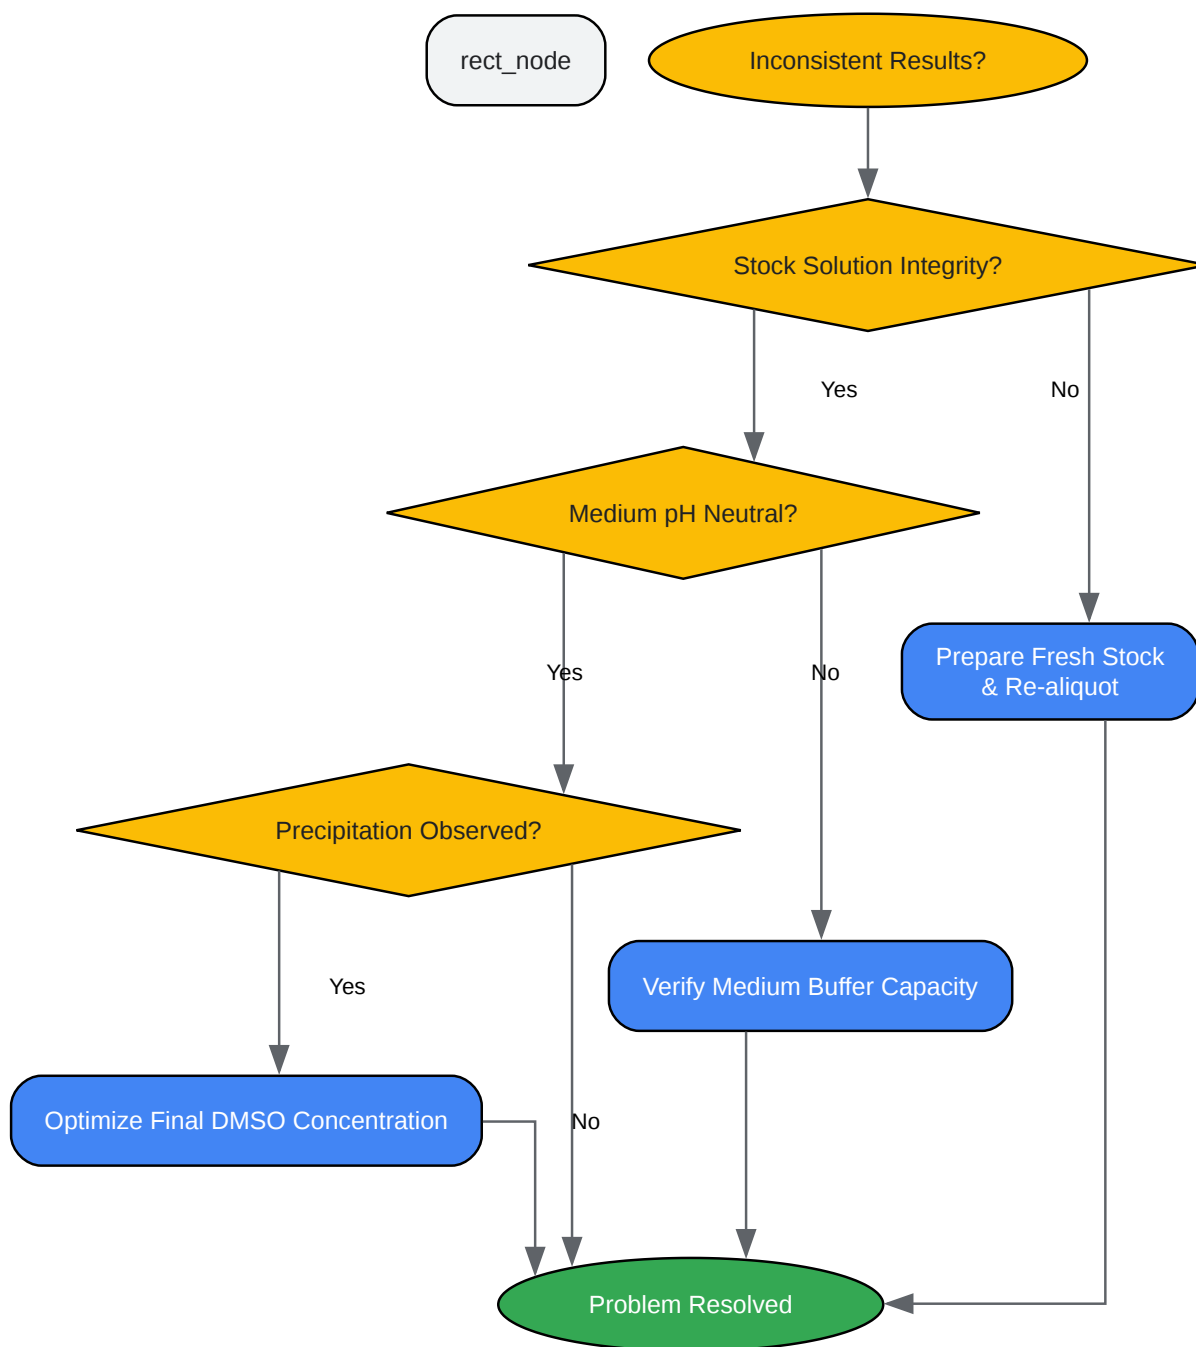 rect_node
Inconsistent Results?
Stock Solution Integrity?
Yes
No
Medium pH Neutral?
Yes
No
Prepare Fresh Stock
& Re-aliquot
Precipitation Observed?
Yes
Verify Medium Buffer Capacity
Optimize Final DMSO Concentration
No
Problem Resolved